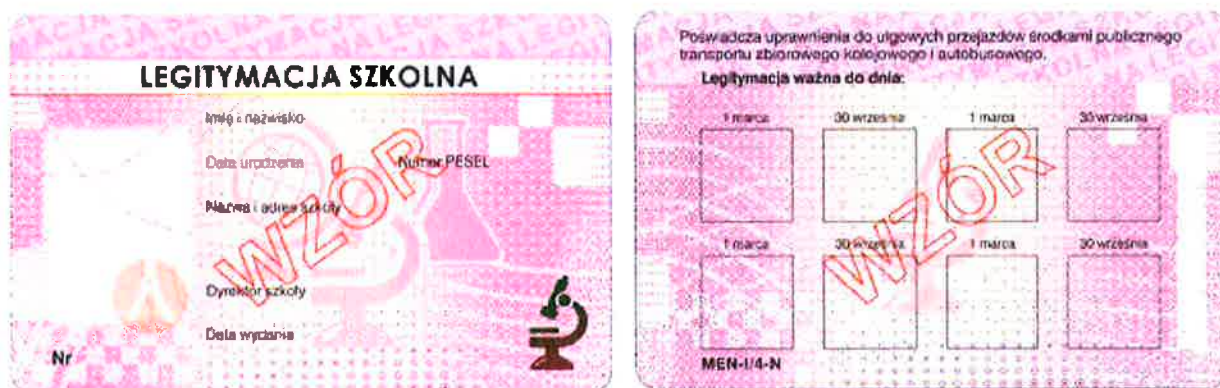 LEGITYMACJA SZKOLNA
Imię i nazwisko
Data urodzenia
Numer PESEL
Nazwa i adres szkoły
WZÓR
Dyrektor szkoły
Data wydania
Nr
Poświadcza uprawnienia do ulgowych przejazdów środkami publicznego
transportu zbiorowego kolejowego i autobusowego.
Legitymacja ważna do dnia:
1 marca 30 września 1 marca 30 września
WZÓR
1 marca 30 września 1 marca 30 września
MEN-I/4-N